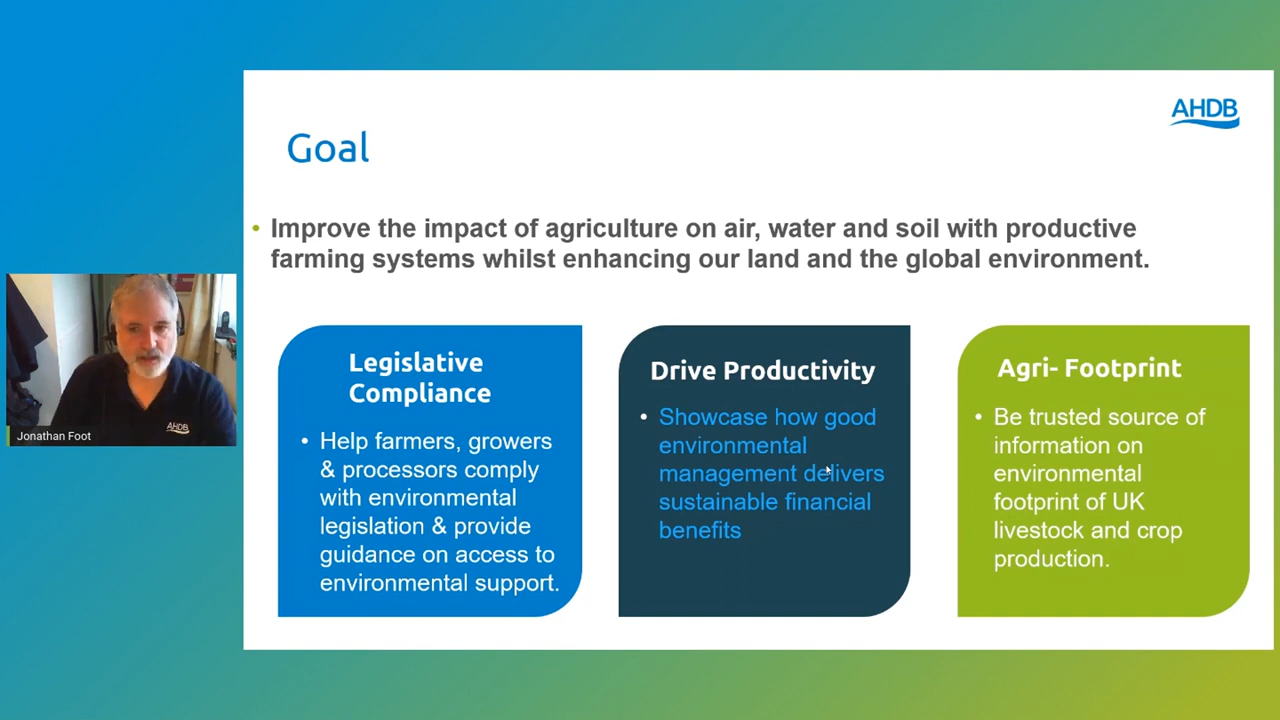 AHDB
Goal
• Improve the impact of agriculture on air, water and soil with productive
farming systems whilst enhancing our land and the global environment.
Legislative
Compliance
• Help farmers, growers
& processors comply
with environmental
legislation & provide
guidance on access to
environmental support.
Drive Productivity
• Showcase how good
environmental
management delivers
sustainable financial
benefits
Agri- Footprint
• Be trusted source of
information on
environmental
footprint of UK
livestock and crop
production.
AHDB
Jonathan Foot